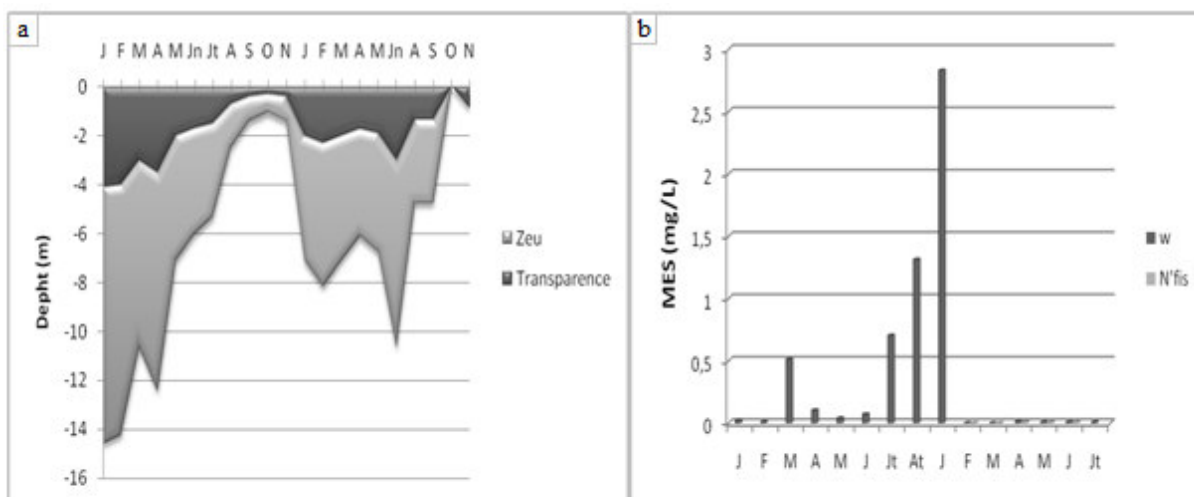 a
J F M A M Jn Jt A S O N J F M A M Jn A S O N
0
-2
-4
-6
-8
-10
-12
-14
-16
Depht (m)
Zeu
Transparence
b
3
2,5
2
1,5
1
0,5
0
MES (mg/L)
J F M A M J Jt At J F M A M J Jt
w
N'fis